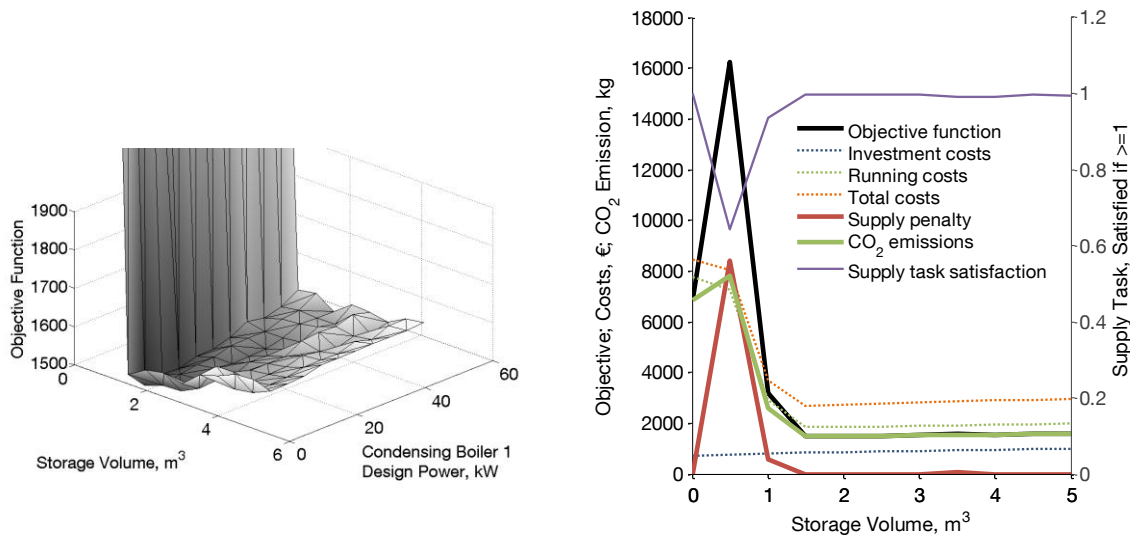 1900
1800
1700
1600
1500
Objective Function
0
2
4
6
Storage Volume, m³
0
20
40
60
Condensing Boiler 1
Design Power, kW
18000
16000
14000
12000
10000
8000
6000
4000
2000
0
Objective; Costs, €; CO₂ Emission, kg
Objective function
Investment costs
Running costs
Total costs
Supply penalty
CO₂ emissions
Supply task satisfaction
1.2
1
0.8
0.6
0.4
0.2
0
Supply Task, Satisfied if >=1
0 1 2 3 4 5
Storage Volume, m³